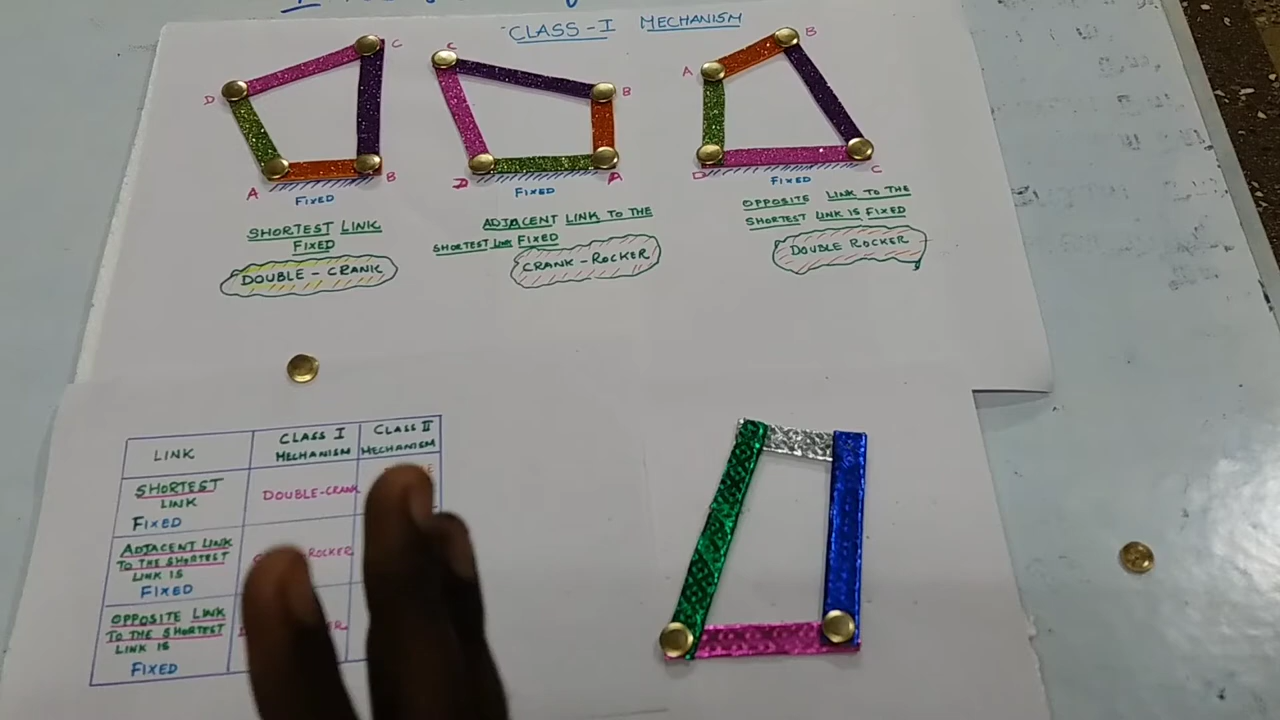 CLASS-I MECHANISM
C
D
A
B
FIXED
SHORTEST LINK
FIXED
DOUBLE-CRANK
C
B
D
A
FIXED
ADJACENT LINK TO THE
SHORTEST LINK FIXED
CRANK-ROCKER
B
A
D
C
FIXED
OPPOSITE LINK TO THE
SHORTEST LINK IS FIXED
DOUBLE ROCKER
LINK
CLASS I
MECHANISM
CLASS II
MECHANISM
SHORTEST
LINK
FIXED
DOUBLE-CRANK
ADJACENT LINK
TO THE SHORTEST
LINK IS
FIXED
ROCKER
OPPOSITE LINK
TO THE SHORTEST
LINK IS
FIXED